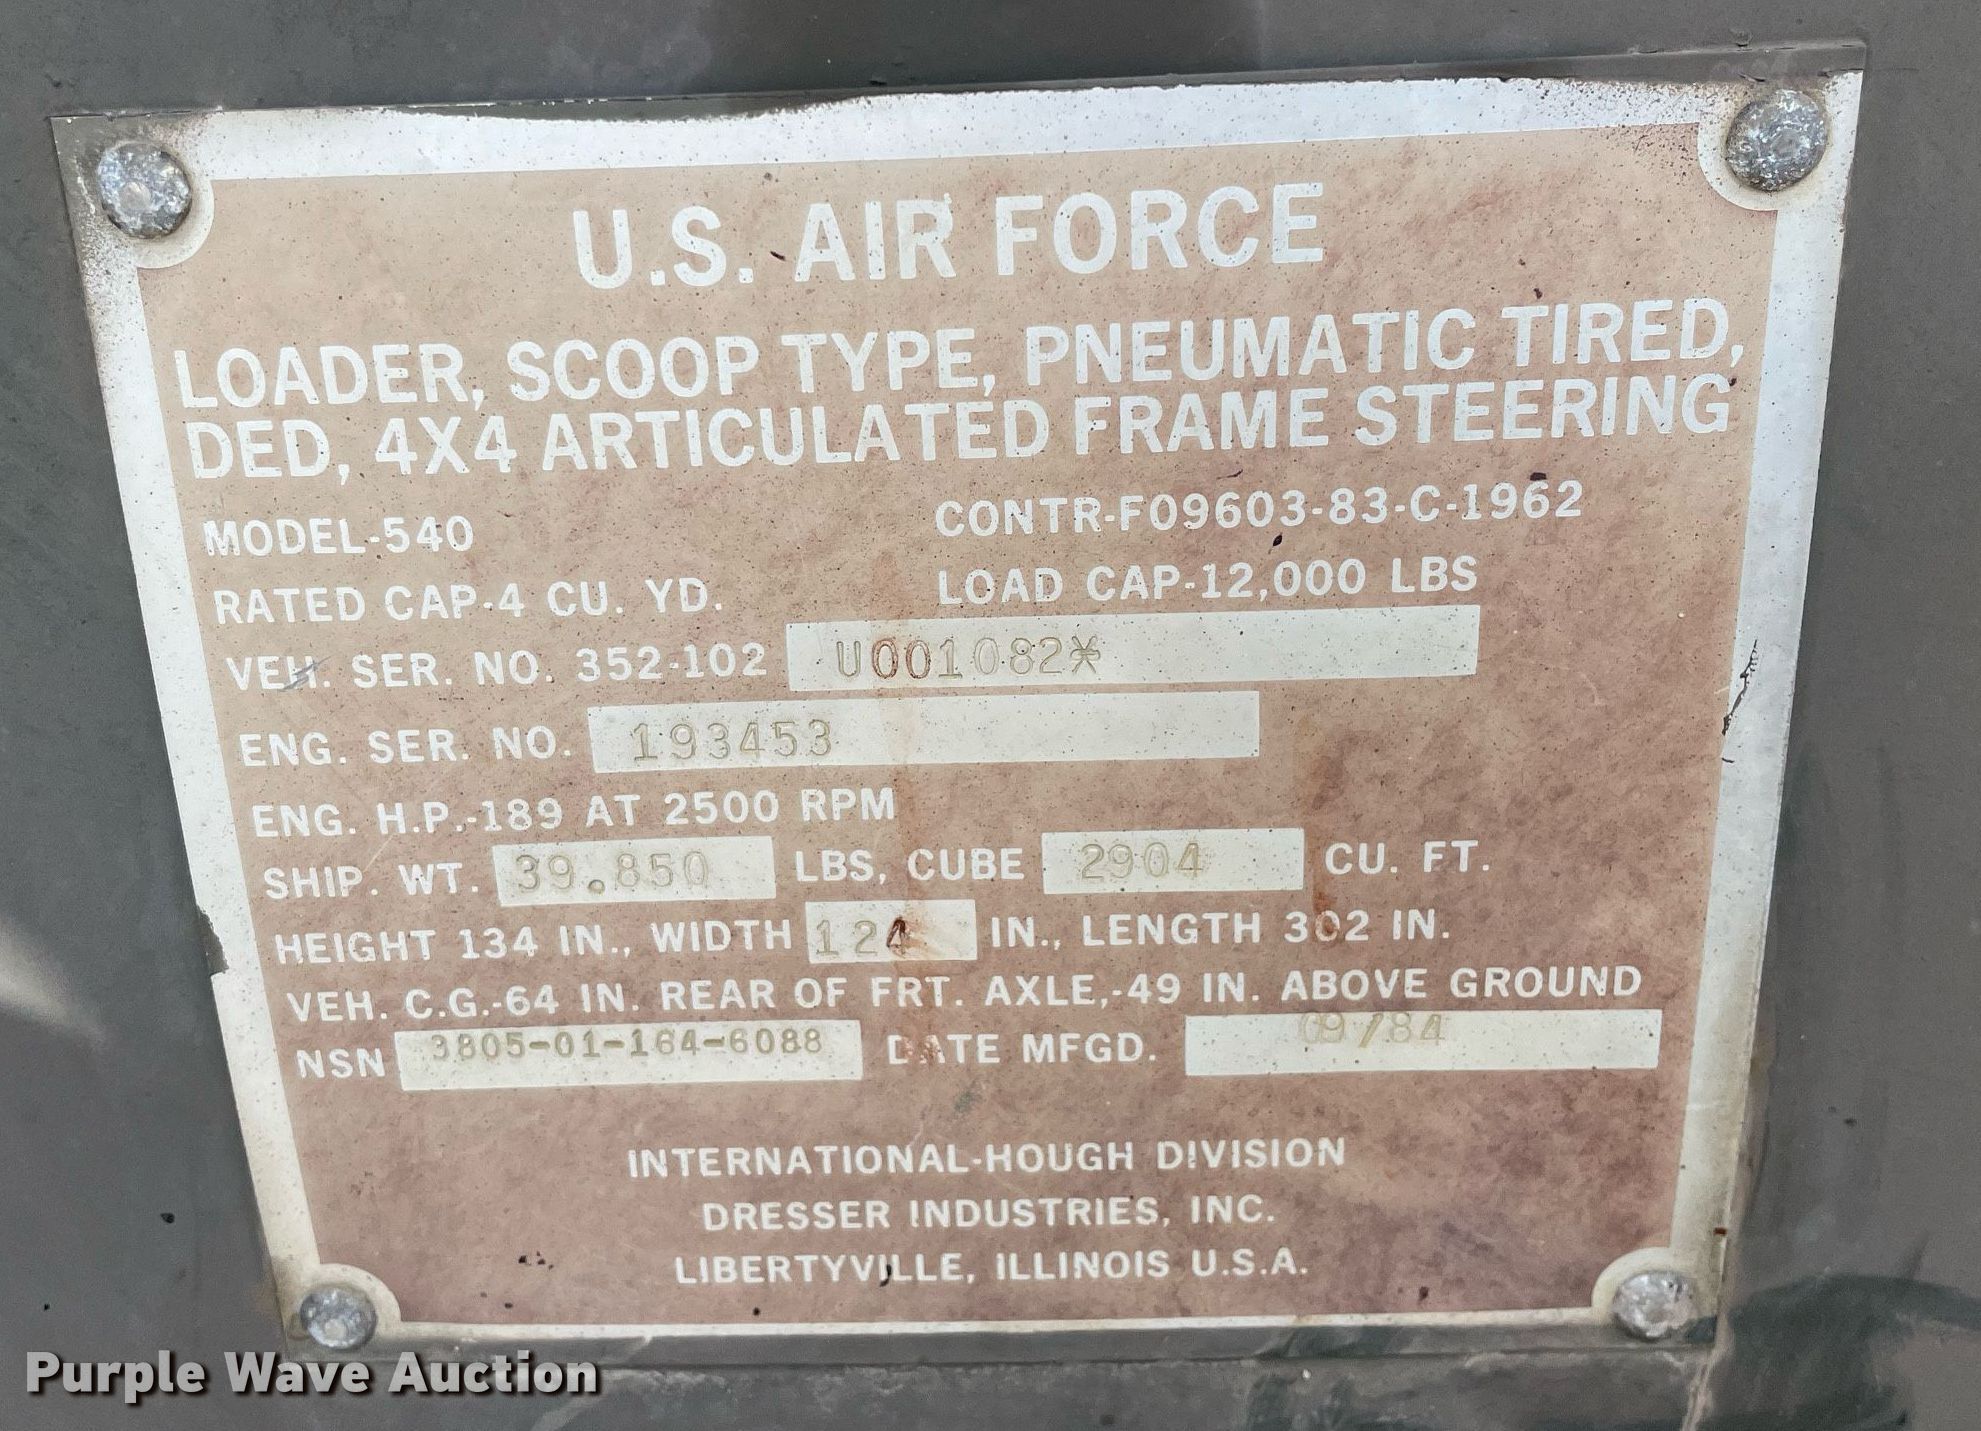 U.S. AIR FORCE
LOADER, SCOOP TYPE, PNEUMATIC TIRED,
DED, 4X4 ARTICULATED FRAME STEERING
MODEL-540 CONTR-F09603-83-C-1962
RATED CAP-4 CU. YD. LOAD CAP-12,000 LBS
VEH. SER. NO. 352-102 U001082*
ENG. SER. NO. 193453
ENG. H.P.-189 AT 2500 RPM
SHIP. WT. 39.850 LBS, CUBE 2904 CU. FT.
HEIGHT 134 IN., WIDTH 124 IN., LENGTH 302 IN.
VEH. C.G.-64 IN. REAR OF FRT. AXLE,-49 IN. ABOVE GROUND
NSN 3805-01-164-6088 DATE MFGD. 09/84
INTERNATIONAL-HOUGH DIVISION
DRESSER INDUSTRIES, INC.
LIBERTYVILLE, ILLINOIS U.S.A.
Purple Wave Auction